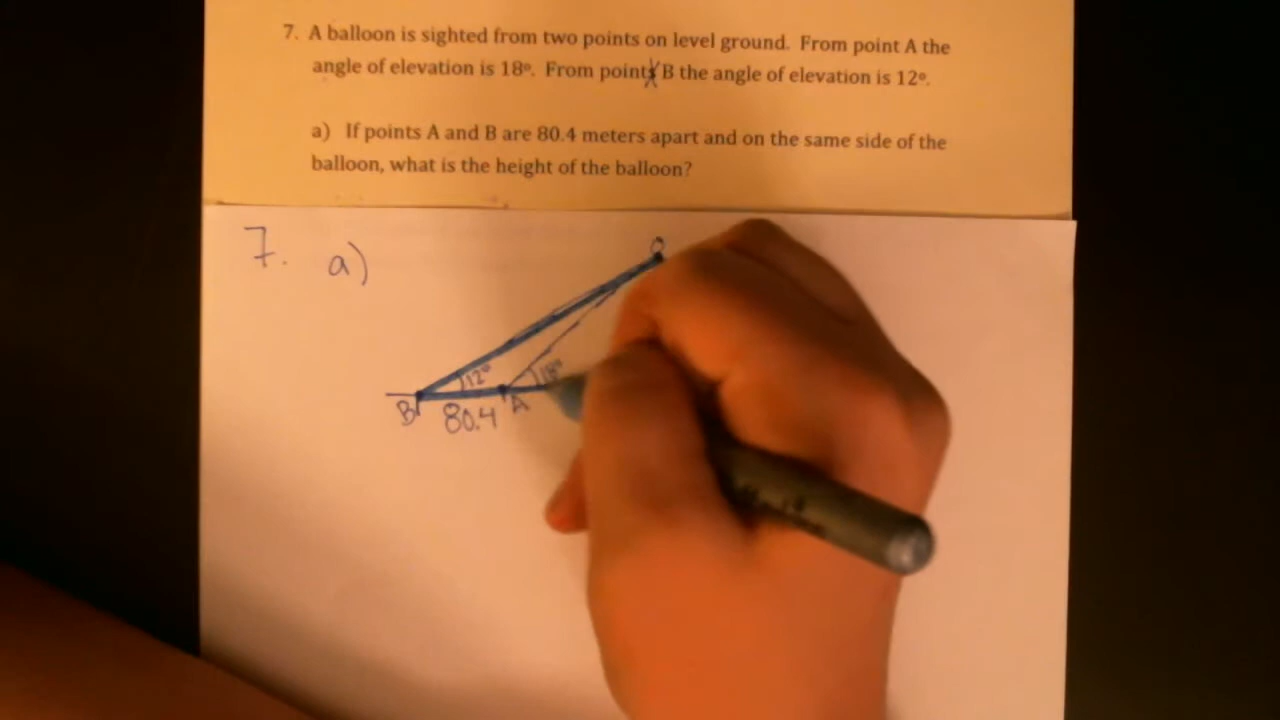 7. A balloon is sighted from two points on level ground. From point A the
angle of elevation is 18º. From points B the angle of elevation is 12º.
a) If points A and B are 80.4 meters apart and on the same side of the
balloon, what is the height of the balloon?
7. a)
12° 18°
B 80.4 A